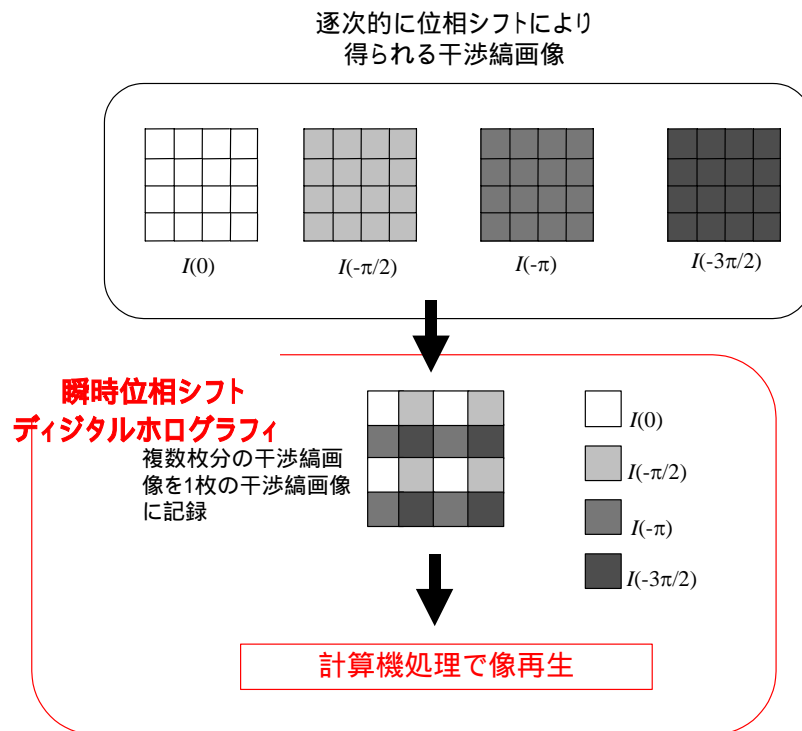 逐次的に位相シフトにより
得られる干渉縞画像
I(0)
I(-π/2)
I(-π)
I(-3π/2)
瞬時位相シフト
ディジタルホログラフィ
複数枚分の干渉縞画
像を1枚の干渉縞画像
に記録
I(0)
I(-π/2)
I(-π)
I(-3π/2)
計算機処理で像再生